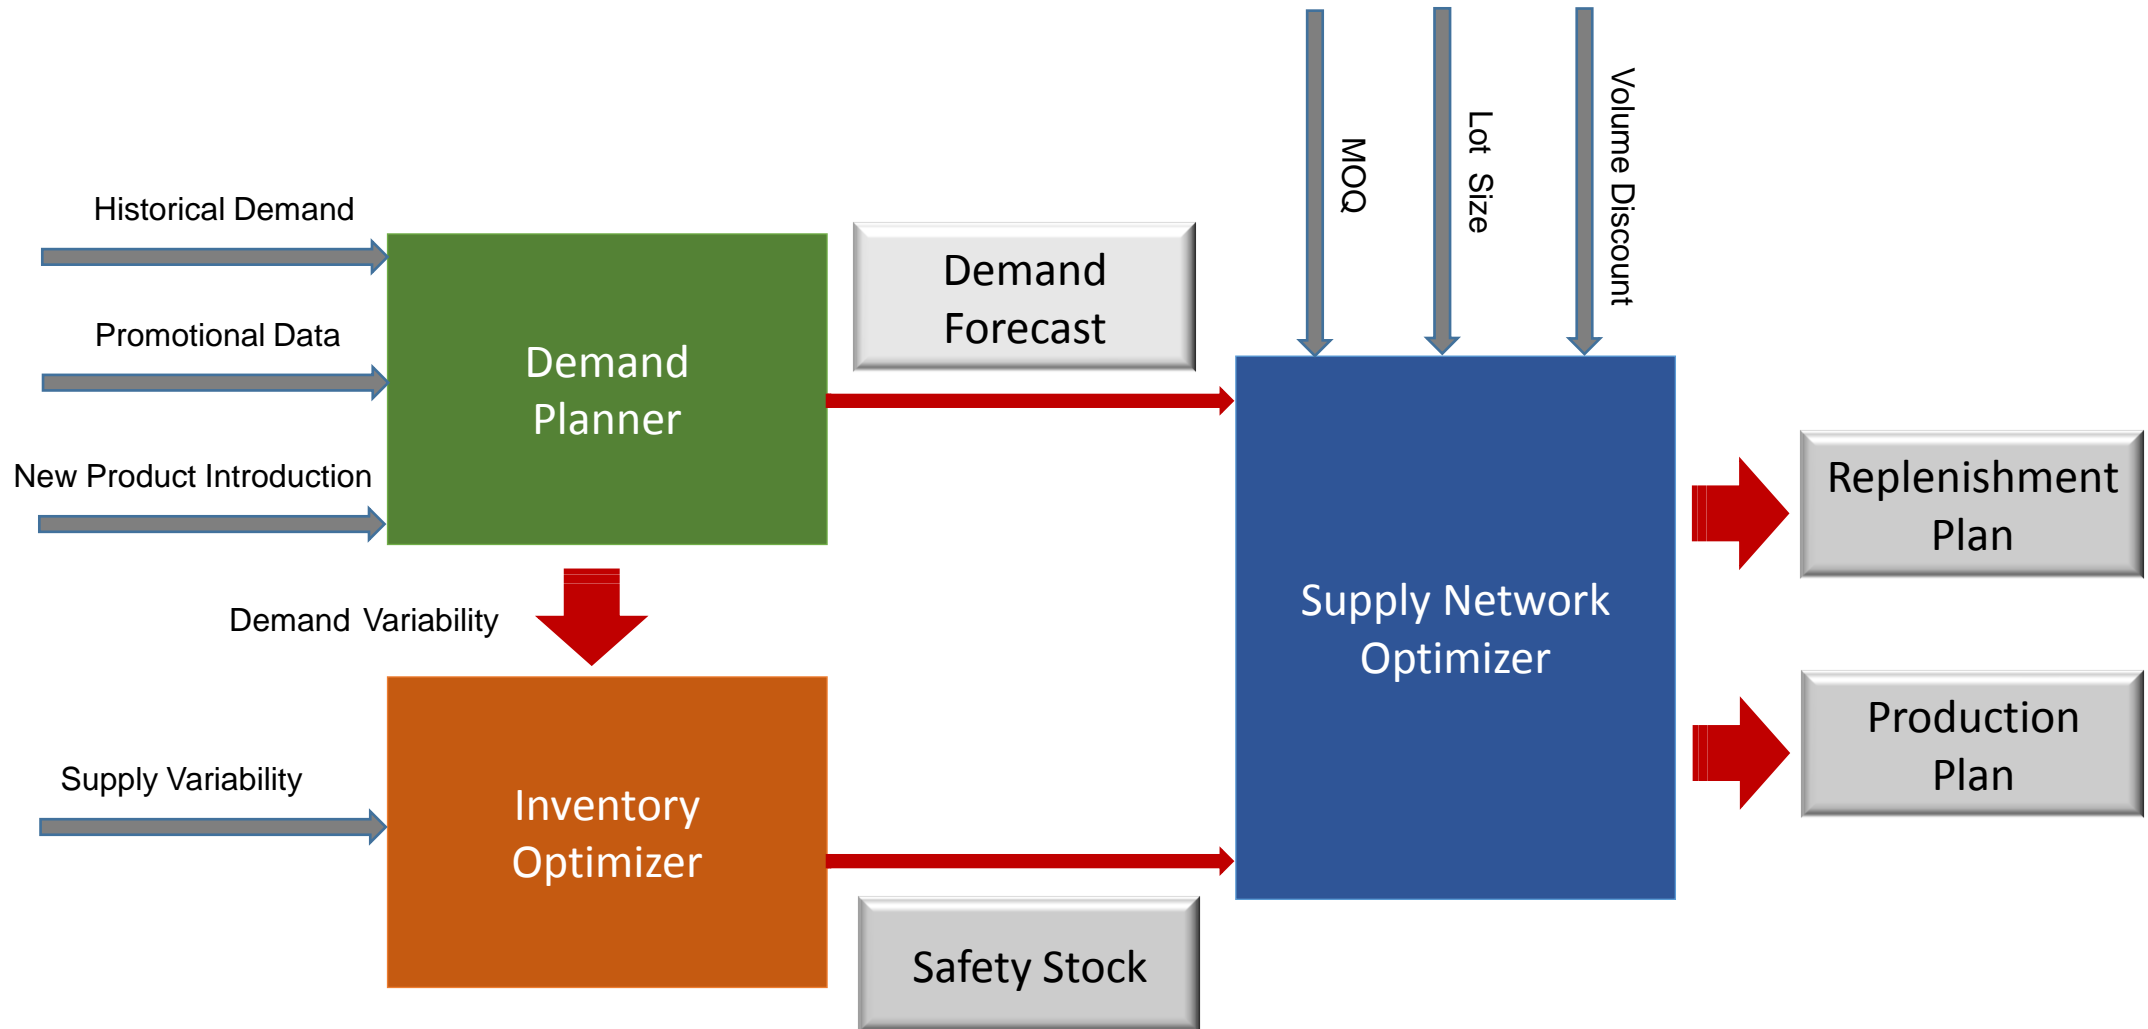 MOQ
Lot Size
Volume Discount
Historical Demand
Promotional Data
New Product Introduction
Demand
Planner
Demand
Forecast
Demand Variability
Supply Variability
Inventory
Optimizer
Safety Stock
Supply Network
Optimizer
Replenishment
Plan
Production
Plan